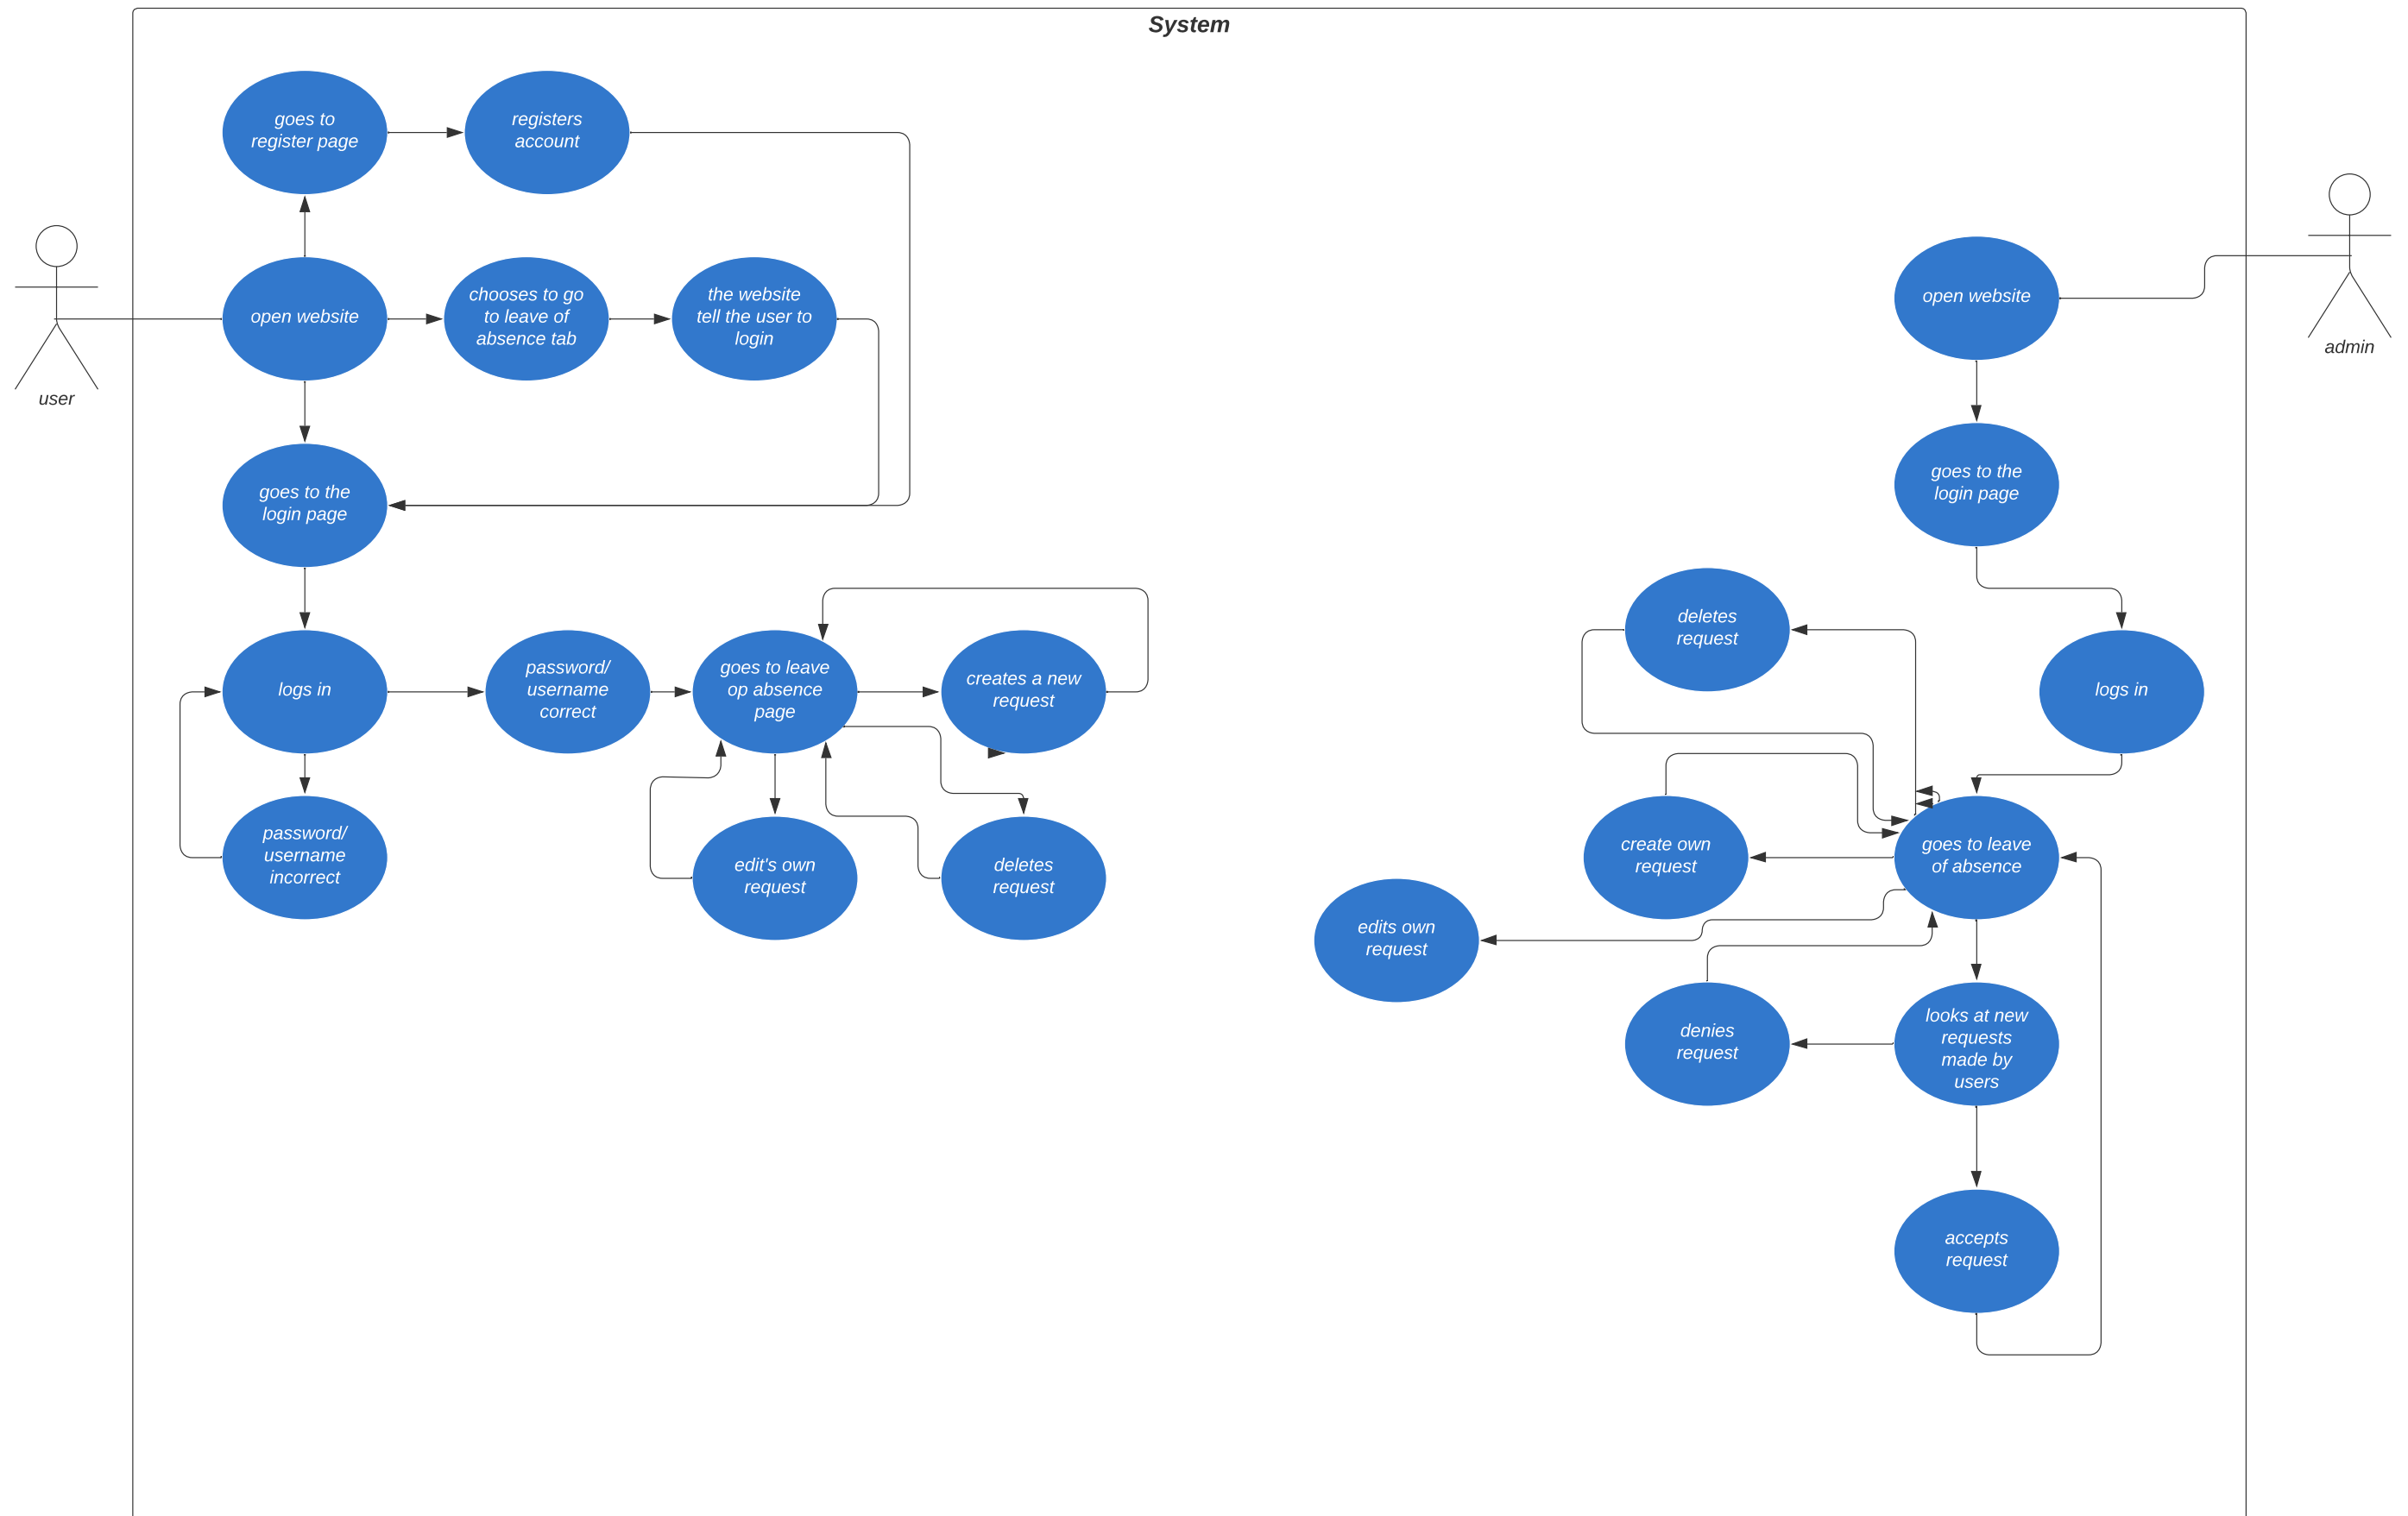 System
goes to
register page
registers
account
open website
chooses to go
to leave of
absence tab
the website
tell the user to
login
user
goes to the
login page
logs in
password/
username
correct
goes to leave
op absence
page
creates a new
request
password/
username
incorrect
edit's own
request
deletes
request
open website
admin
goes to the
login page
deletes
request
logs in
create own
request
goes to leave
of absence
edits own
request
denies
request
looks at new
requests
made by
users
accepts
request